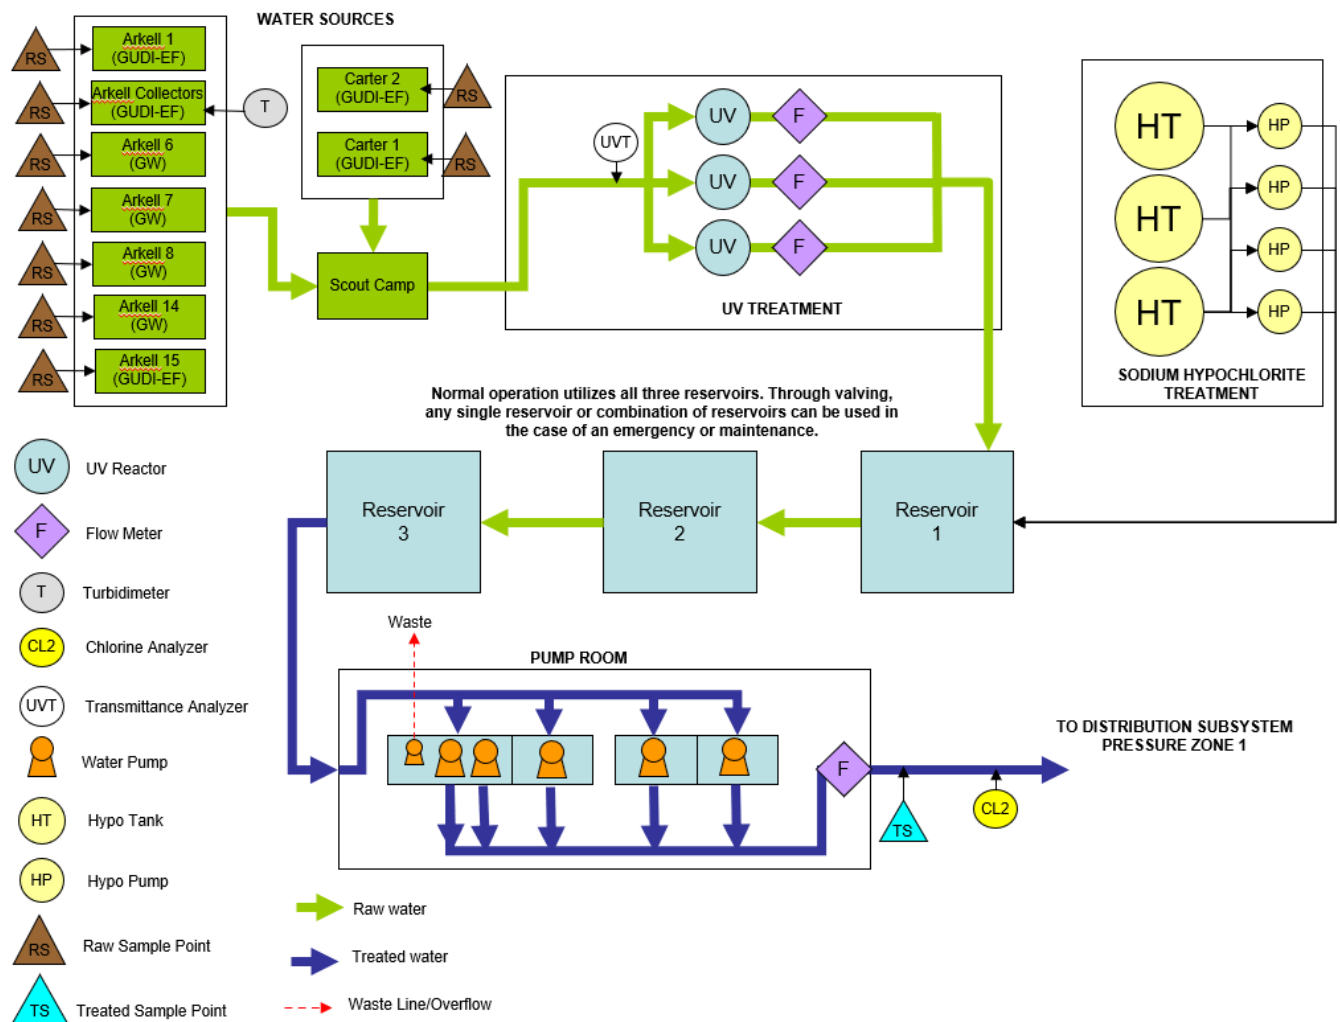 WATER SOURCES
RS
Arkell 1
(GUDI-EF)
RS
Arkell Collectors
(GUDI-EF)
T
RS
Arkell 6
(GW)
RS
Arkell 7
(GW)
RS
Arkell 8
(GW)
RS
Arkell 14
(GW)
RS
Arkell 15
(GUDI-EF)
Carter 2
(GUDI-EF)
RS
Carter 1
(GUDI-EF)
RS
Scout Camp
UVT
UV
F
UV
F
UV
F
UV TREATMENT
HT
HP
HT
HP
HP
HT
HP
SODIUM HYPOCHLORITE
TREATMENT
Normal operation utilizes all three reservoirs. Through valving,
any single reservoir or combination of reservoirs can be used in
the case of an emergency or maintenance.
Reservoir
3
Reservoir
2
Reservoir
1
Waste
PUMP ROOM
F
TS
CL2
TO DISTRIBUTION SUBSYSTEM
PRESSURE ZONE 1
UV
UV Reactor
F
Flow Meter
T
Turbidimeter
CL2
Chlorine Analyzer
UVT
Transmittance Analyzer
Water Pump
HT
Hypo Tank
HP
Hypo Pump
RS
Raw Sample Point
TS
Treated Sample Point
Raw water
Treated water
Waste Line/Overflow